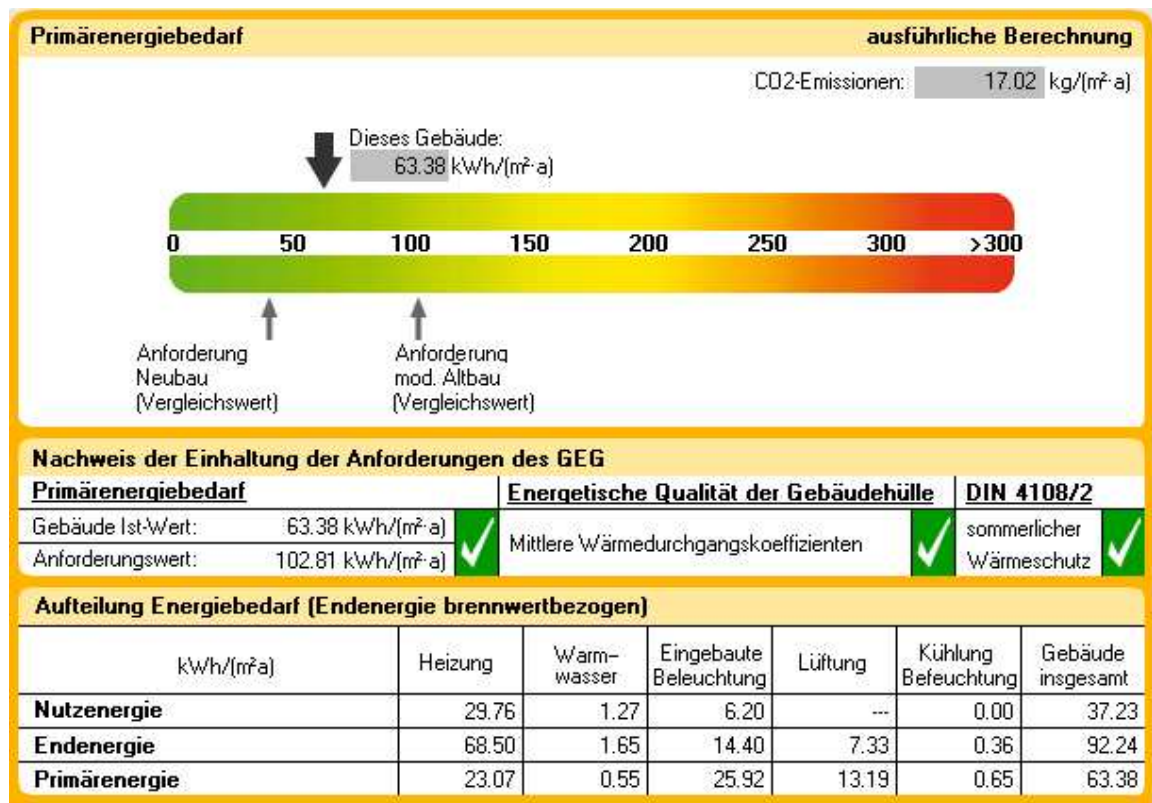 Primärenergiebedarf ausführliche Berechnung
CO2-Emissionen: 17.02 kg/(m²·a)
Dieses Gebäude:
63.38 kWh/(m²·a)
0 50 100 150 200 250 300 >300
Anforderung
Neubau
(Vergleichswert)
Anforderung
mod. Altbau
(Vergleichswert)
Nachweis der Einhaltung der Anforderungen des GEG
Primärenergiebedarf Energetische Qualität der Gebäudehülle DIN 4108/2
Gebäude Ist-Wert: 63.38 kWh/(m²·a)
Anforderungswert: 102.81 kWh/(m²·a)
Mittlere Wärmedurchgangskoeffizienten
sommerlicher
Wärmeschutz
Aufteilung Energiebedarf (Endenergie brennwertbezogen)
kWh/(m²a) Heizung Warm-
wasser Eingebaute
Beleuchtung Lüftung Kühlung
Befeuchtung Gebäude
insgesamt
Nutzenergie 29.76 1.27 6.20 --- 0.00 37.23
Endenergie 68.50 1.65 14.40 7.33 0.36 92.24
Primärenergie 23.07 0.55 25.92 13.19 0.65 63.38